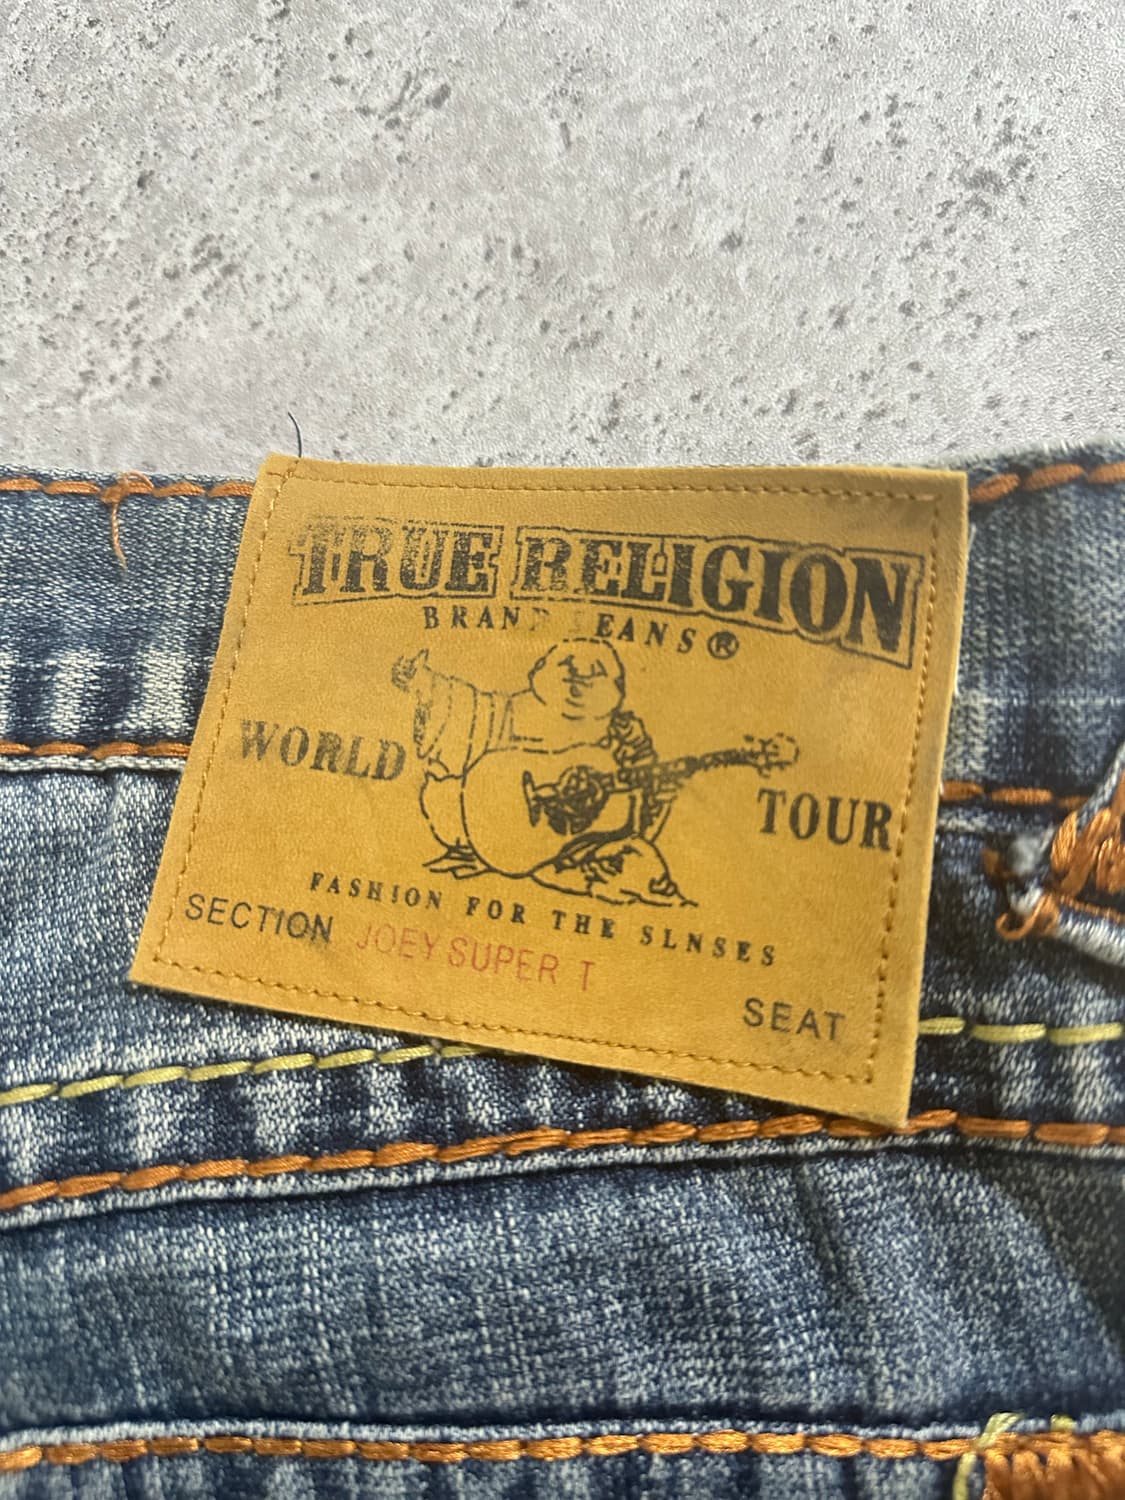 TRUE RELIGION
BRAND JEANS®
WORLD TOUR
FASHION FOR THE SLNSES
SECTION JOEY SUPER T
SEAT